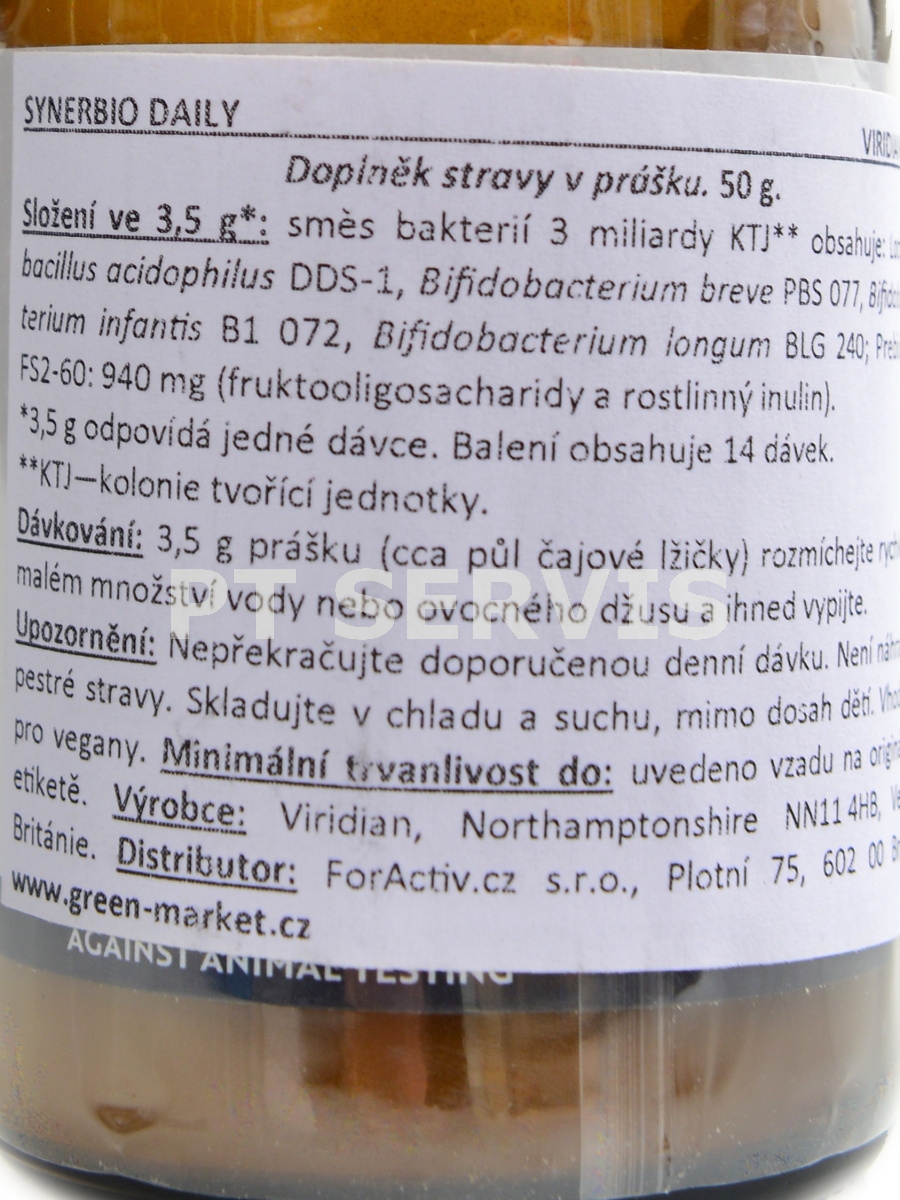 SYNERBIO DAILY
Doplněk stravy v prášku. 50 g.
Složení ve 3,5 g*: směs bakterií 3 miliardy KTJ** obsahuje:
bacillus acidophilus DDS-1, Bifidobacterium breve PBS 077,
terium infantis B1 072, Bifidobacterium longum BLG 240;
FS2-60: 940 mg (fruktooligosacharidy a rostlinný inulin).
*3,5 g odpovídá jedné dávce. Balení obsahuje 14 dávek.
**KTJ—kolonie tvořící jednotky.
Dávkování: 3,5 g prášku (cca půl čajové lžičky) rozmíchejte
malém množství vody nebo ovocného džusu a ihned vypijte.
PT SERVIS
Upozornění: Nepřekračujte doporučenou denní dávku. Není
pestré stravy. Skladujte v chladu a suchu, mimo dosah dětí.
pro vegany. Minimální trvanlivost do: uvedeno vzadu na
etiketě. Výrobce: Viridian, Northamptonshire NN11 4HB,
Británie. Distributor: ForActiv.cz s.r.o., Plotní 75, 602 00
www.green-market.cz
AGAINST ANIMAL TESTING